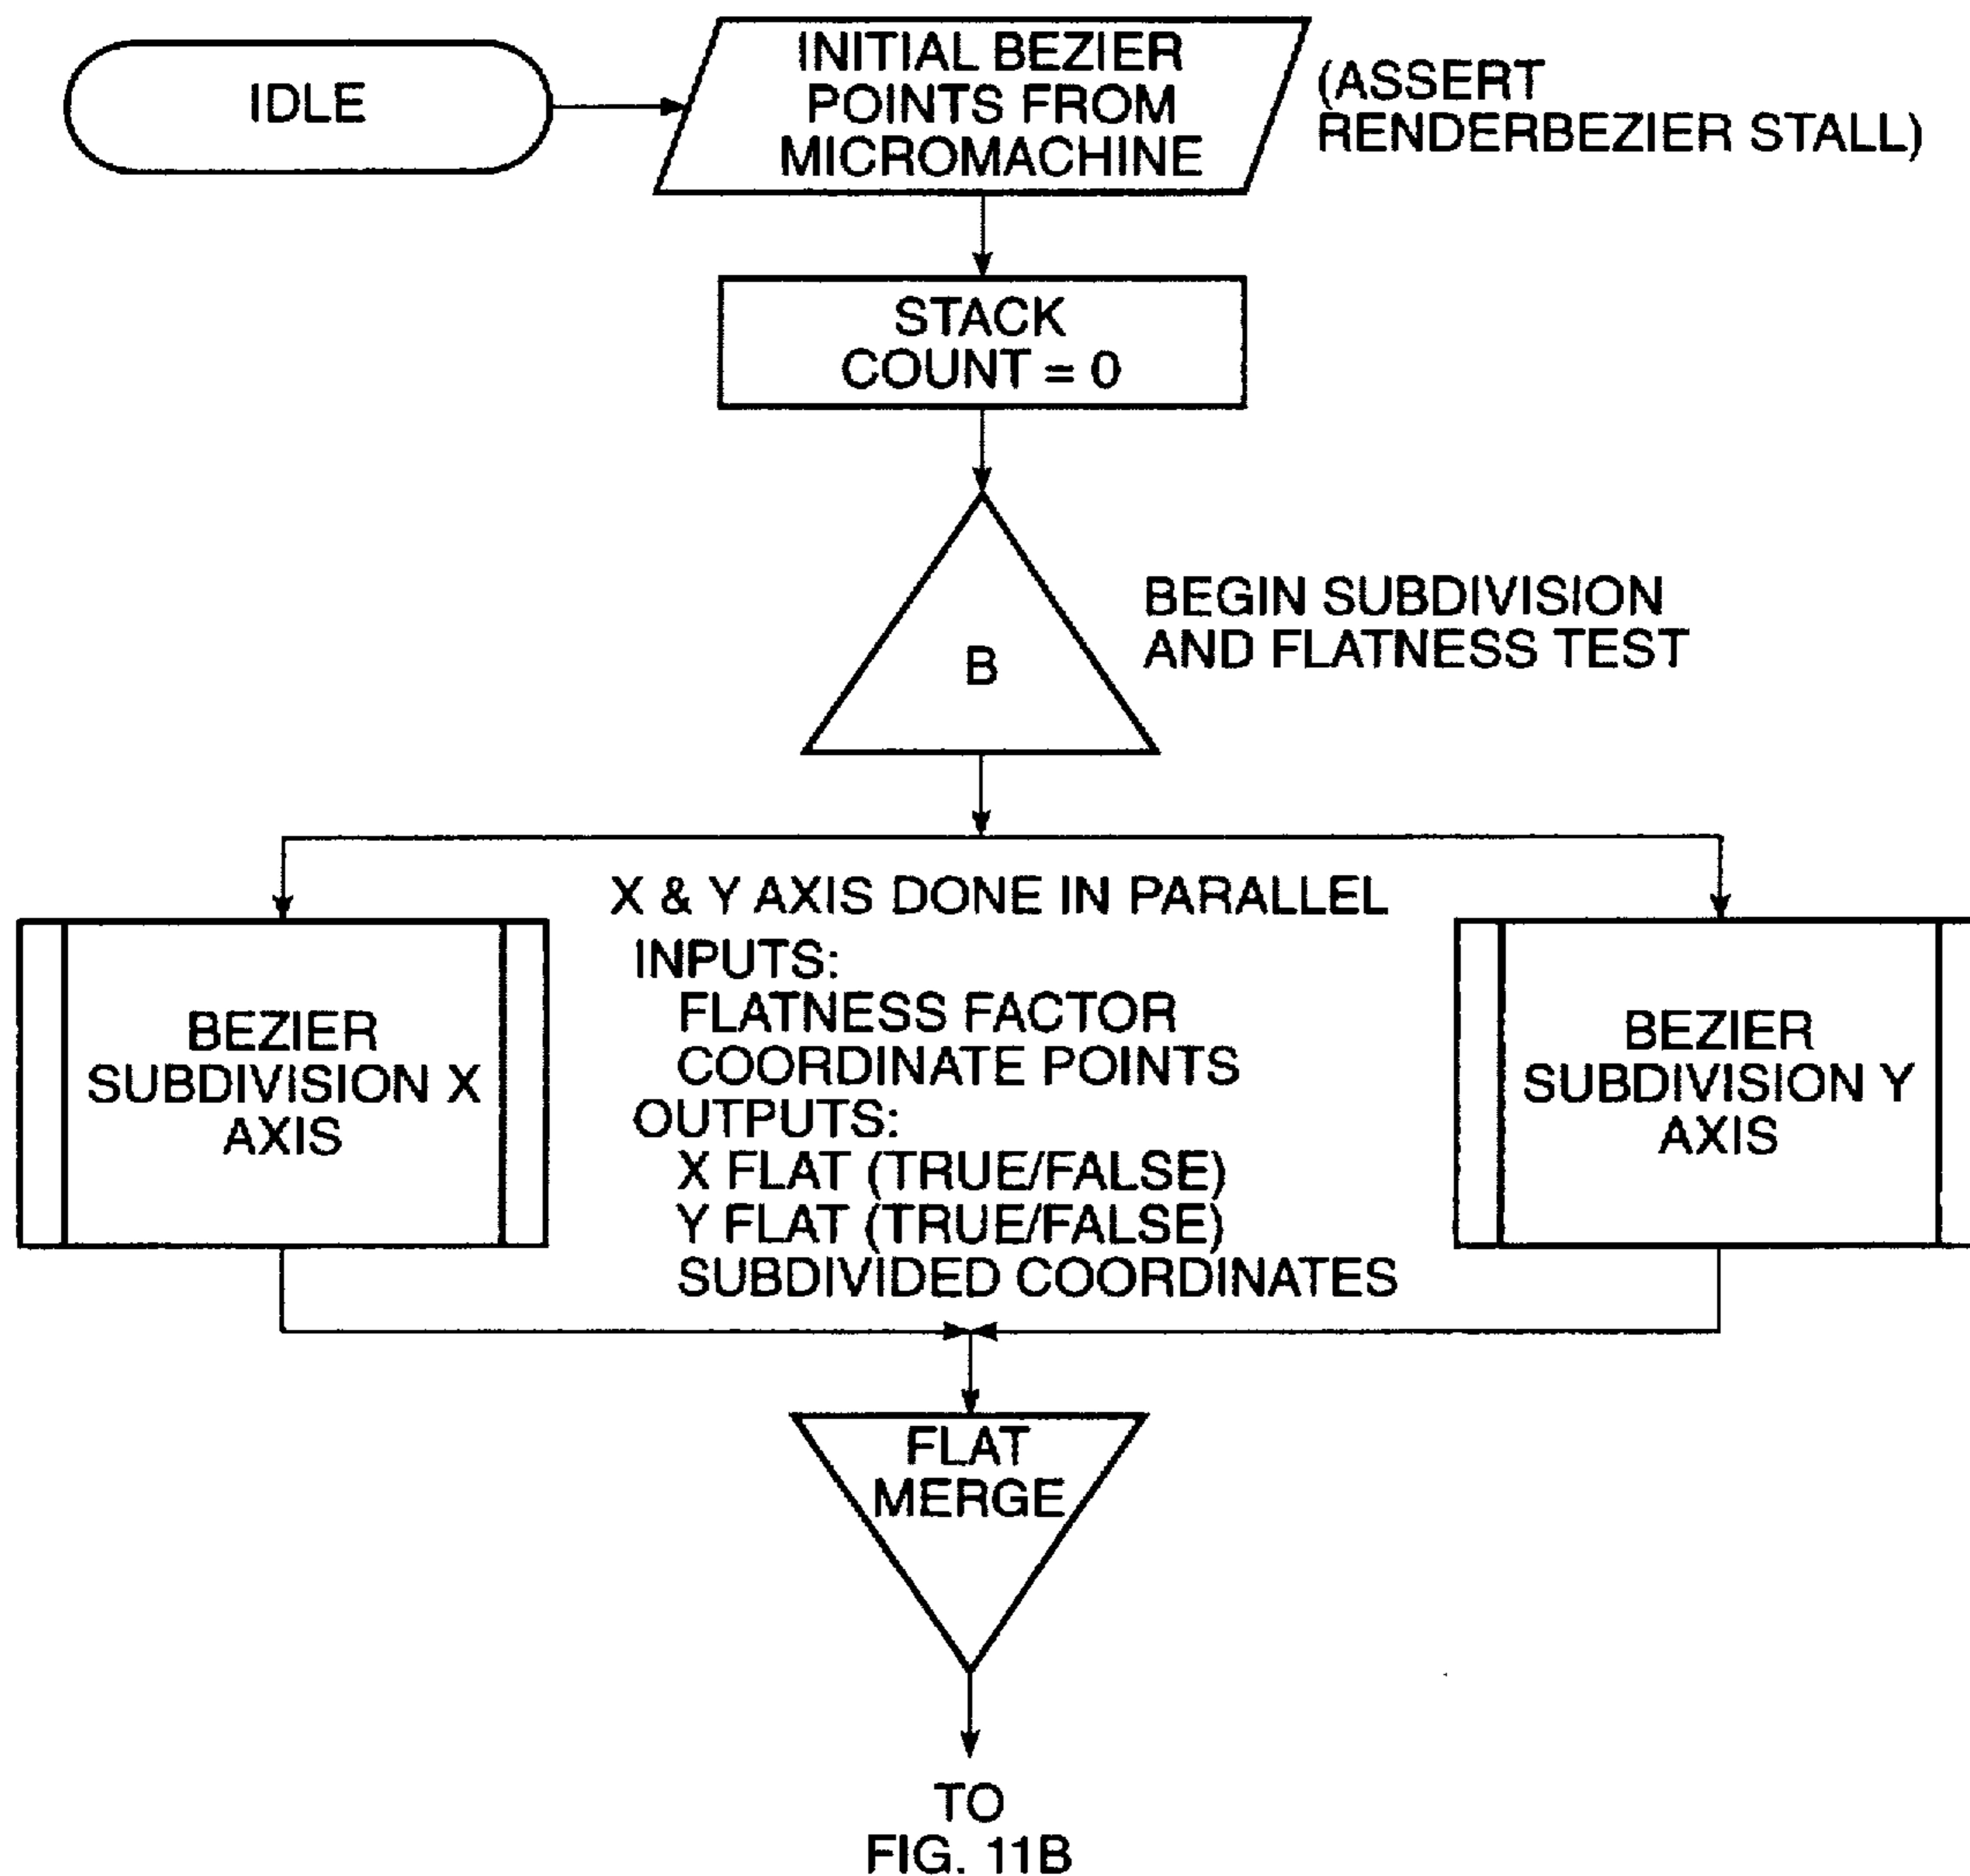 IDLE
INITIAL BEZIER
POINTS FROM
MICROMACHINE
(ASSERT
RENDERBEZIER STALL)
STACK
COUNT = 0
B
BEGIN SUBDIVISION
AND FLATNESS TEST
X & Y AXIS DONE IN PARALLEL
BEZIER
SUBDIVISION X
AXIS
INPUTS:
FLATNESS FACTOR
COORDINATE POINTS
OUTPUTS:
X FLAT (TRUE/FALSE)
Y FLAT (TRUE/FALSE)
SUBDIVIDED COORDINATES
BEZIER
SUBDIVISION Y
AXIS
FLAT
MERGE
TO
FIG. 11B